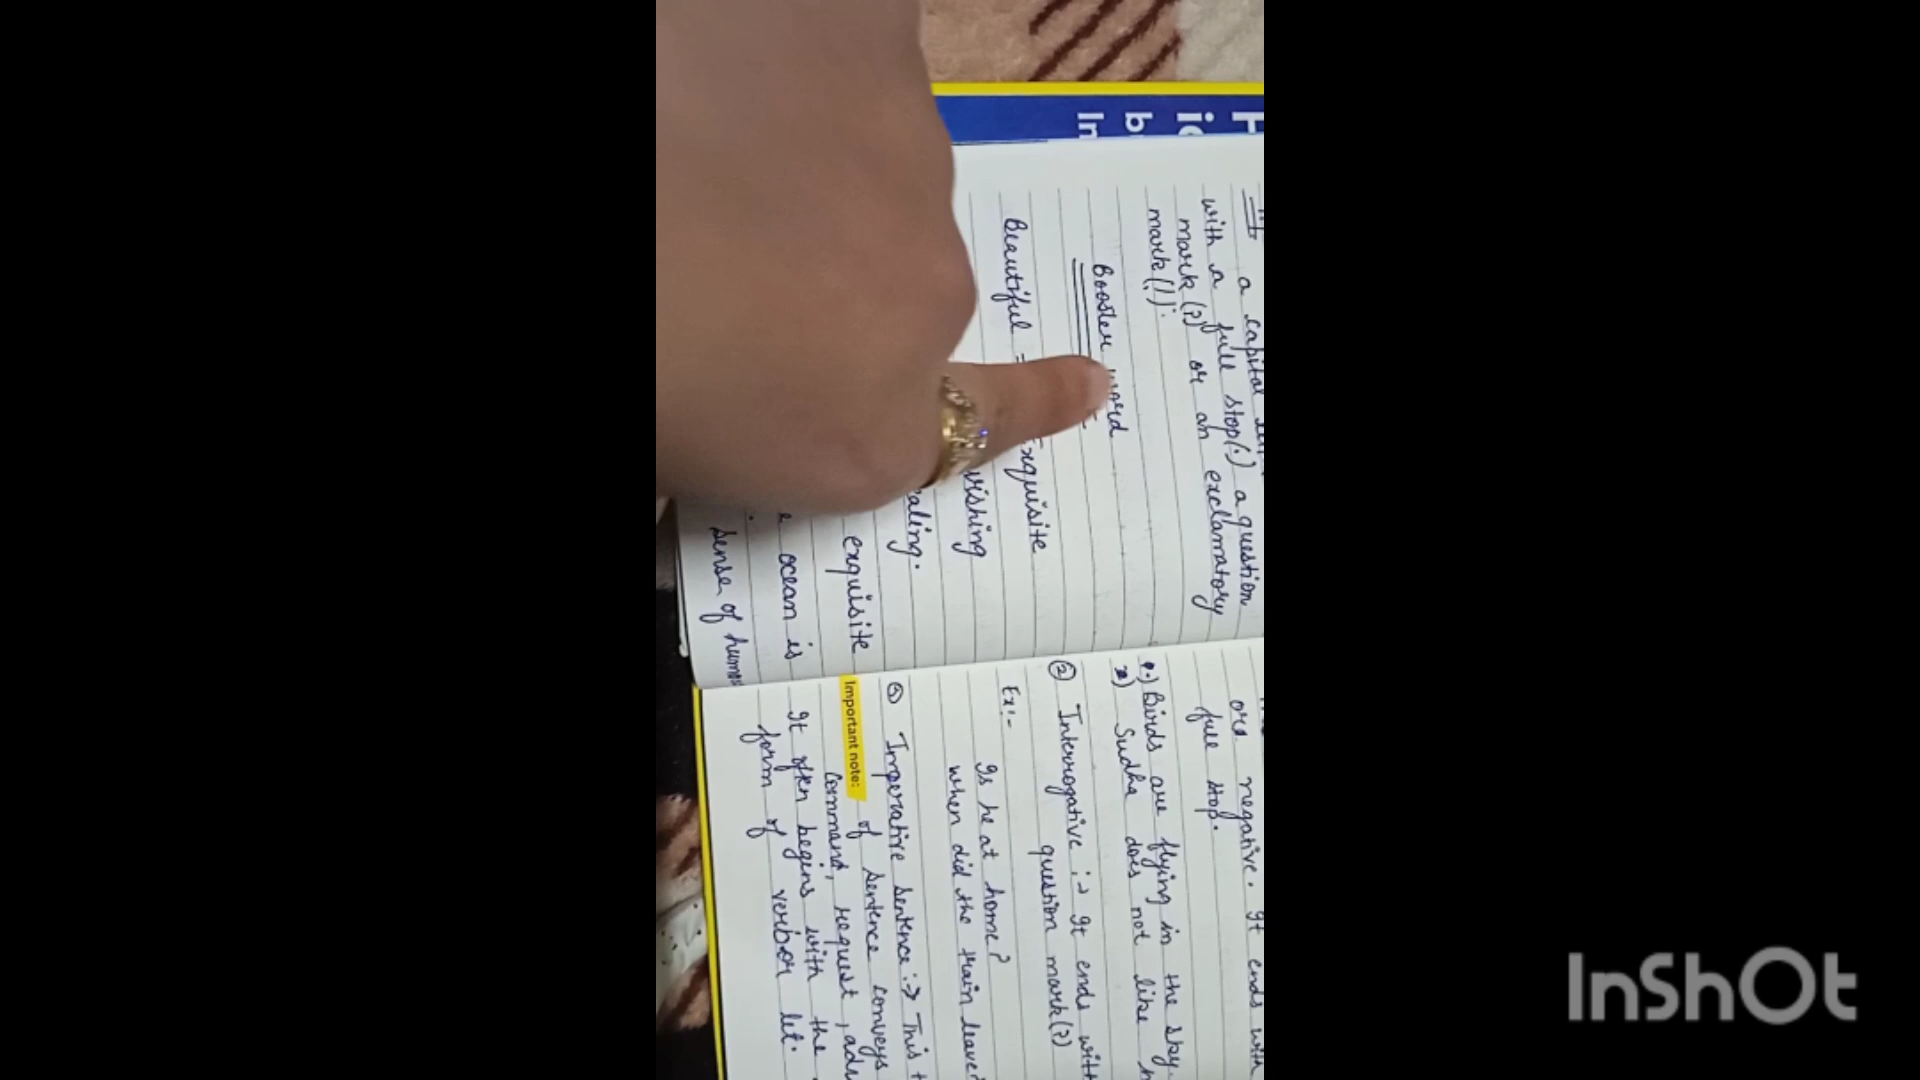 a capital
with a full stop(.) a question
mark (?) or an exclamatory
mark(!).
Booster word
Beautiful = Exquisite
exquisite
ocean is
sense of
or negative. It ends with
full stop.
Birds are flying in the sky.
Sudha does not like
② Interrogative :→ It ends with
question mark(?)
Ex:-
Is he at home?
When did the train leave?
Imperative sentence :→ This
Important note:
of sentence conveys
command, request,
It often begins with the
form of verb or let.
InShOt